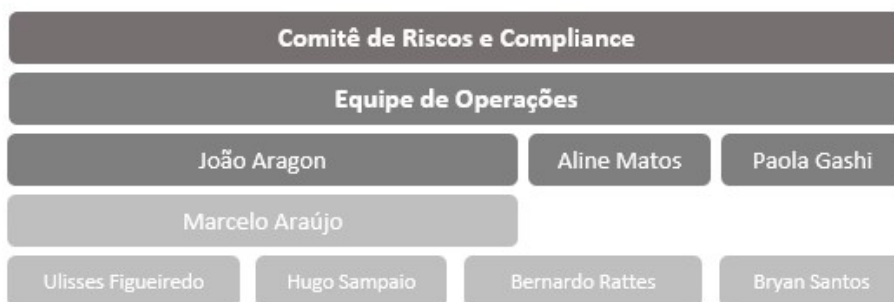 Comitê de Riscos e Compliance
Equipe de Operações
João Aragon Aline Matos Paola Gashi
Marcelo Araújo
Ulisses Figueiredo Hugo Sampaio Bernardo Rattes Bryan Santos